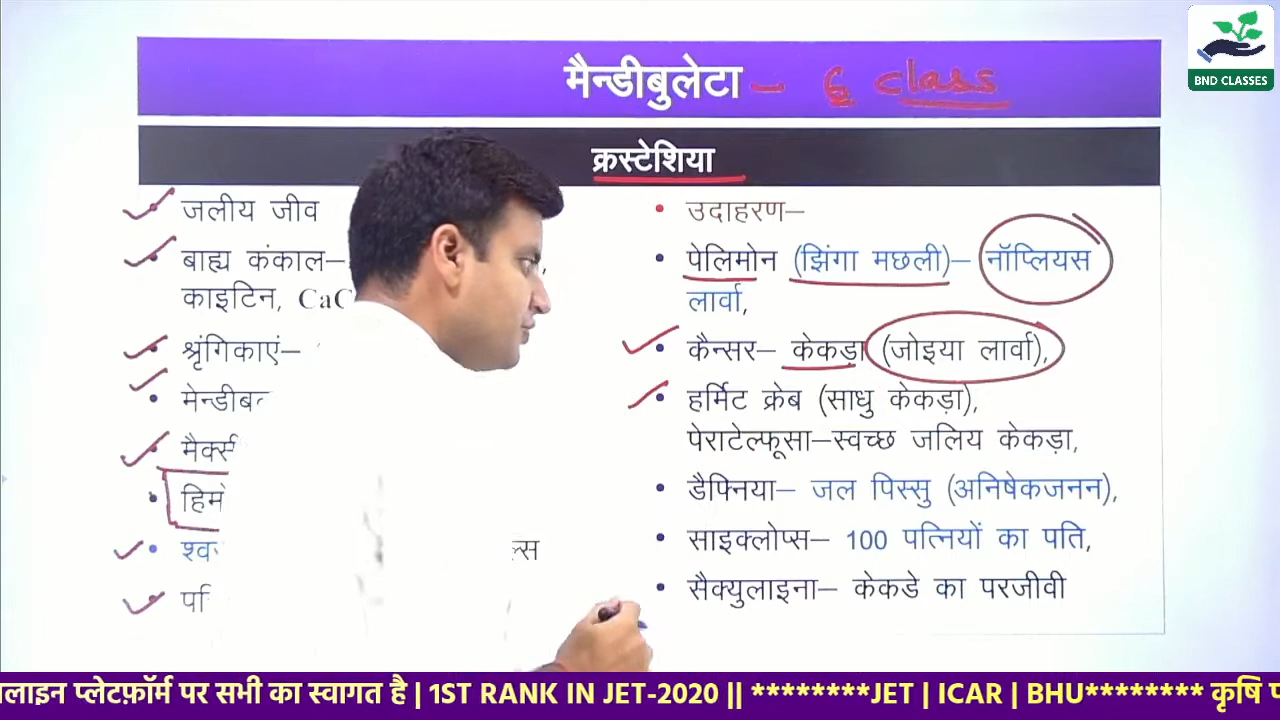 मैन्डीबुलेटा – 6 class
BND CLASSES
क्रस्टेशिया
जलीय जीव
बाह्य कंकाल–
काइटिन,
श्रृंगिकाएं–
• उदाहरण–
• पेलिमोन (झिंगा मछली)– नॉप्लियस
लार्वा,
• कैन्सर– केकड़ा (जोइया लार्वा),
• हर्मिट क्रेब (साधु केकड़ा),
पेराटेल्फूसा–स्वच्छ जलिय केकड़ा,
• डैफ्निया– जल पिस्सु (अनिषेकजनन),
• साइक्लोप्स– 100 पत्नियों का पति,
• सैक्युलाइना– केकडे का परजीवी
प्लेटफ़ॉर्म पर सभी का स्वागत है | 1ST RANK IN JET-2020 || ********JET | ICAR | BHU******** कृषि